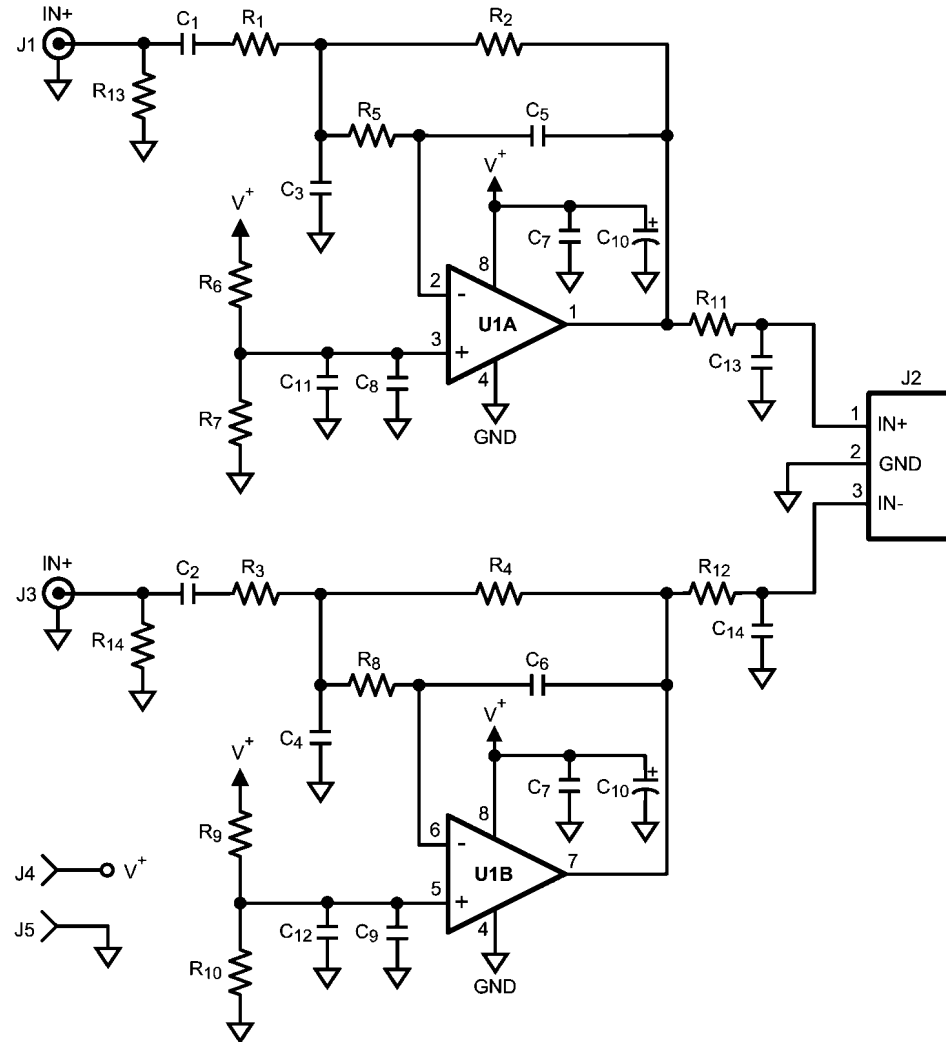 IN+
J1
C1
R1
R2
R13
R5
C5
C3
V+
V+
C7
C10
+
R6
8
2
-
U1A
1
R11
3
+
C11
C8
4
C13
R7
GND
J2
1
IN+
2
GND
3
IN-
IN+
J3
C2
R3
R4
R12
R14
C14
R8
C6
C4
V+
V+
C7
C10
+
R9
8
6
-
U1B
7
J4
V+
5
+
J5
C12
C9
4
R10
GND